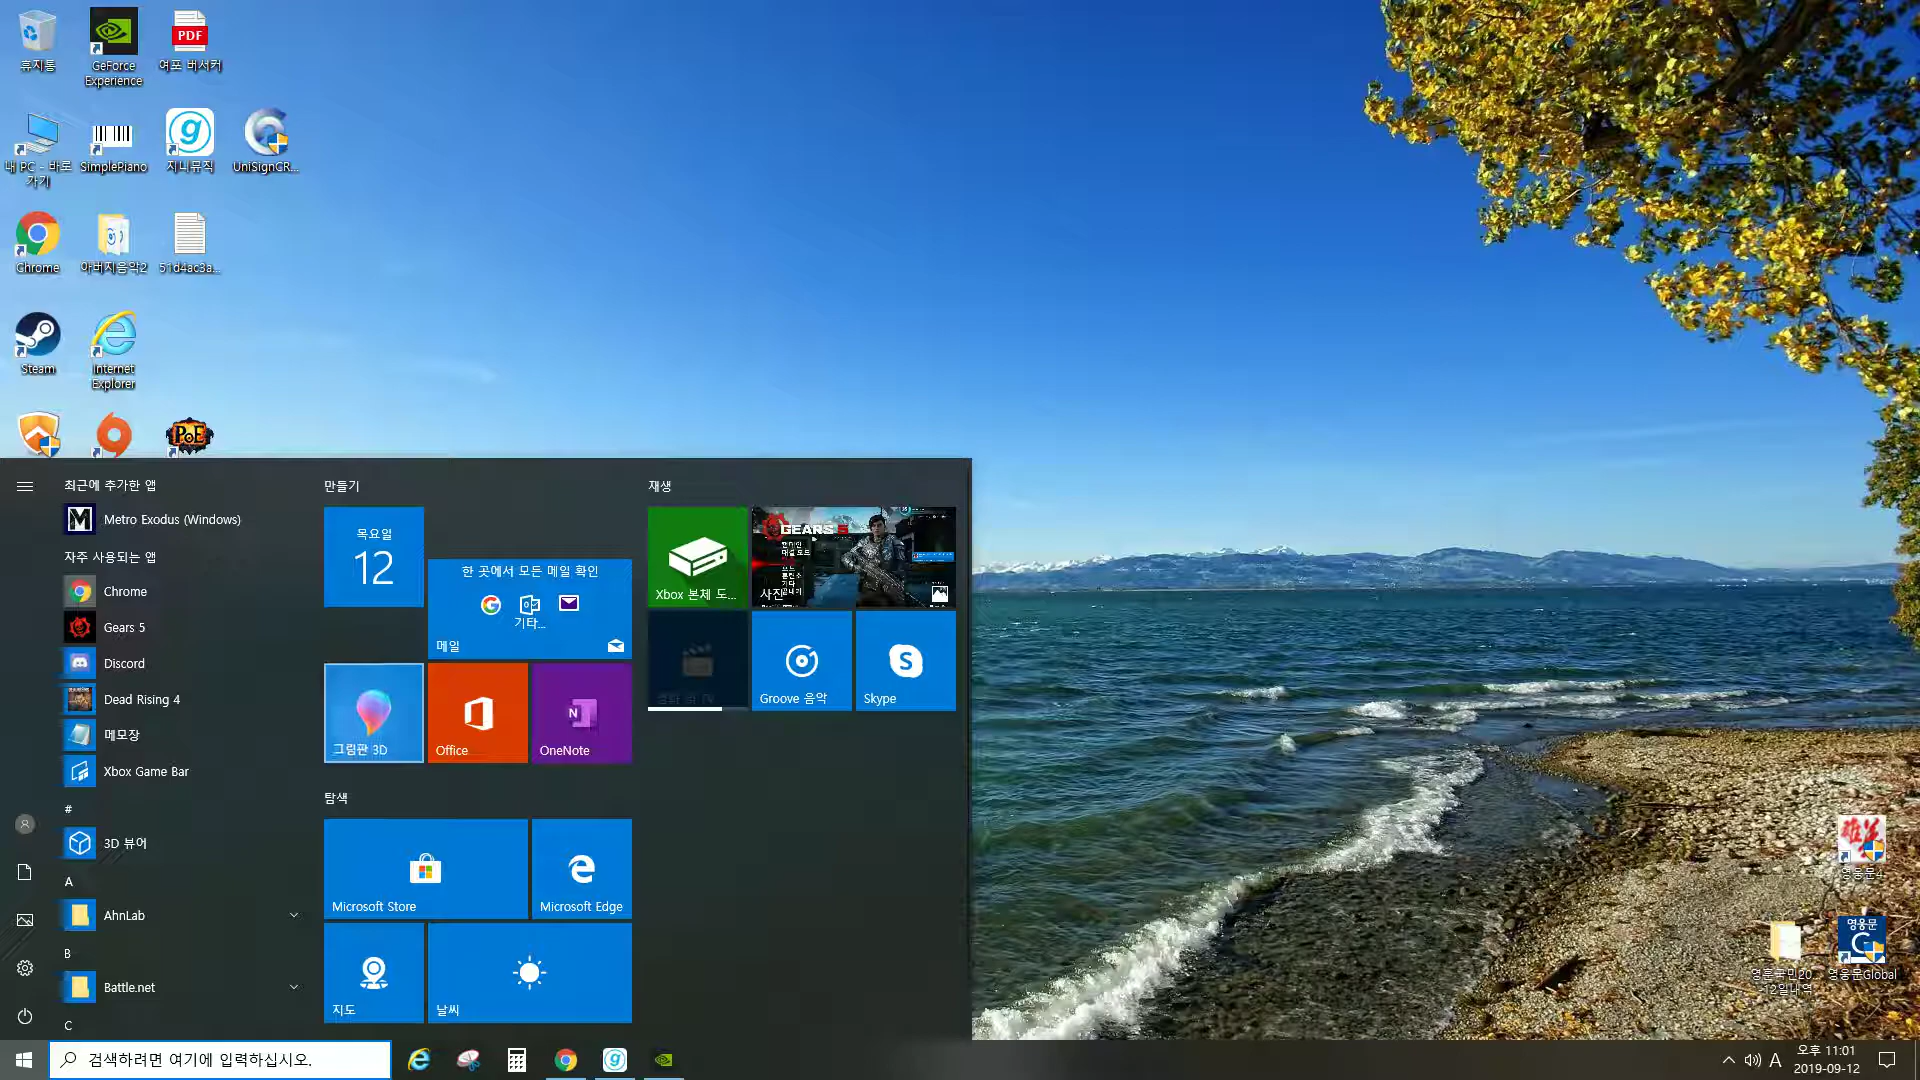 휴지통
GeForce
Experience
PDF
여포 버서커
내 PC - 바로
가기
SimplePiano
g
지니뮤직
UniSignCR...
Chrome
아버지음악2
51d4ac3a...
Steam
Internet
Explorer
PoE
최근에 추가한 앱
Metro Exodus (Windows)
자주 사용되는 앱
Chrome
Gears 5
Discord
Dead Rising 4
메모장
Xbox Game Bar
#
3D 뷰어
A
AhnLab
B
Battle.net
C
만들기
목요일
12
한 곳에서 모든 메일 확인
기타...
메일
그림판 3D
Office
OneNote
탐색
Microsoft Store
Microsoft Edge
지도
날씨
재생
Xbox 본체 도...
GEARS 5
사진
Groove 음악
Skype
영웅문4
영웅문
G
영웅문Global
검색하려면 여기에 입력하십시오.
A
오후 11:01
2019-09-12